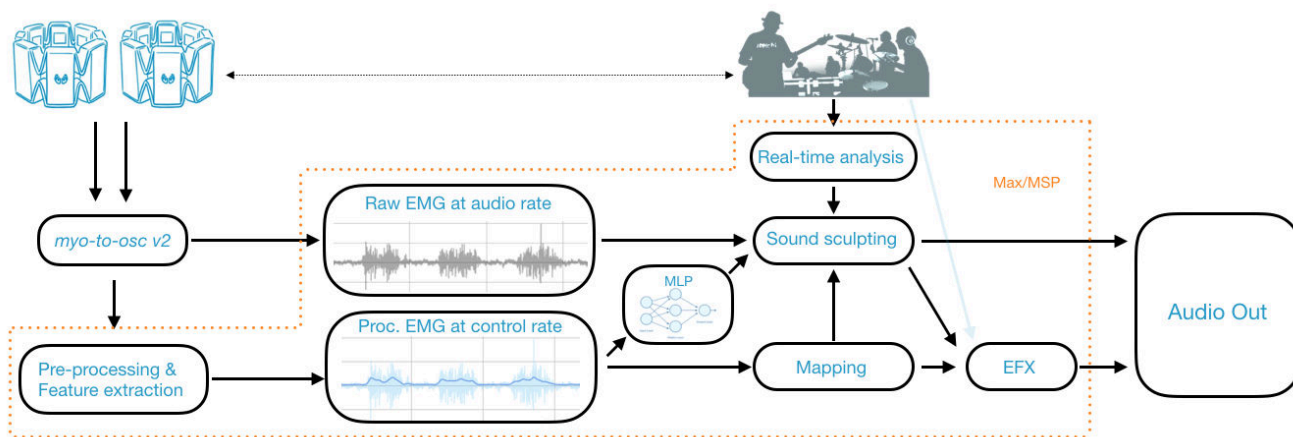 Real-time analysis
Max/MSP
Raw EMG at audio rate
myo-to-osc v2
Sound sculpting
MLP
Audio Out
Proc. EMG at control rate
Pre-processing &
Feature extraction
Mapping
EFX